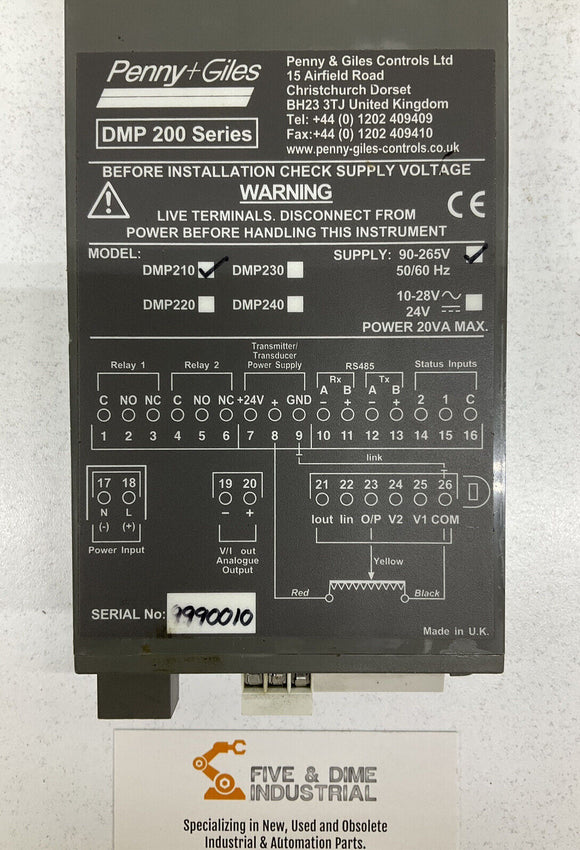 Penny+Giles
DMP 200 Series
Penny & Giles Controls Ltd
15 Airfield Road
Christchurch Dorset
BH23 3TJ United Kingdom
Tel: +44 (0) 1202 409409
Fax:+44 (0) 1202 409410
www.penny-giles-controls.co.uk
BEFORE INSTALLATION CHECK SUPPLY VOLTAGE
WARNING
LIVE TERMINALS. DISCONNECT FROM
POWER BEFORE HANDLING THIS INSTRUMENT
CE
MODEL:
DMP210 DMP230
DMP220 DMP240
SUPPLY: 90-265V
50/60 Hz
10-28V
24V
POWER 20VA MAX.
Relay 1
Relay 2
Transmitter/
Transducer
Power Supply
RS485
Rx Tx
Status Inputs
C NO NC C NO NC +24V + GND A B A B 2 1 C
− + − +
1 2 3 4 5 6 7 8 9 10 11 12 13 14 15 16
link
17 18
N L
(-) (+)
Power Input
19 20
− +
V/I out
Analogue
Output
21 22 23 24 25 26
Iout Iin O/P V2 V1 COM
Yellow
Red Black
SERIAL No: 9990010
Made in U.K.
FIVE & DIME
INDUSTRIAL
Specializing in New, Used and Obsolete
Industrial & Automation Parts.